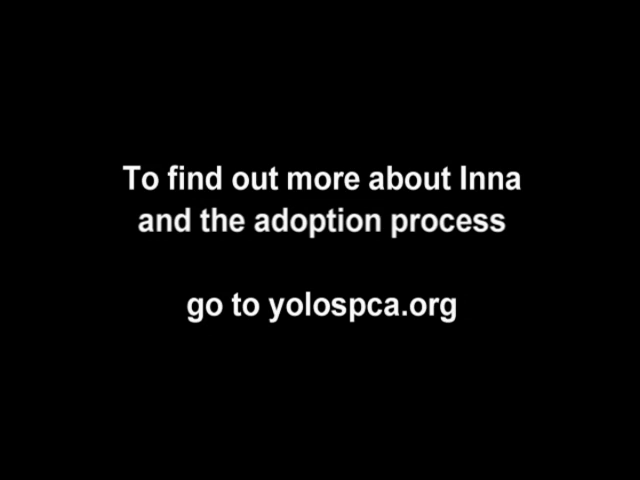 To find out more about Inna
and the adoption process
go to yolospca.org